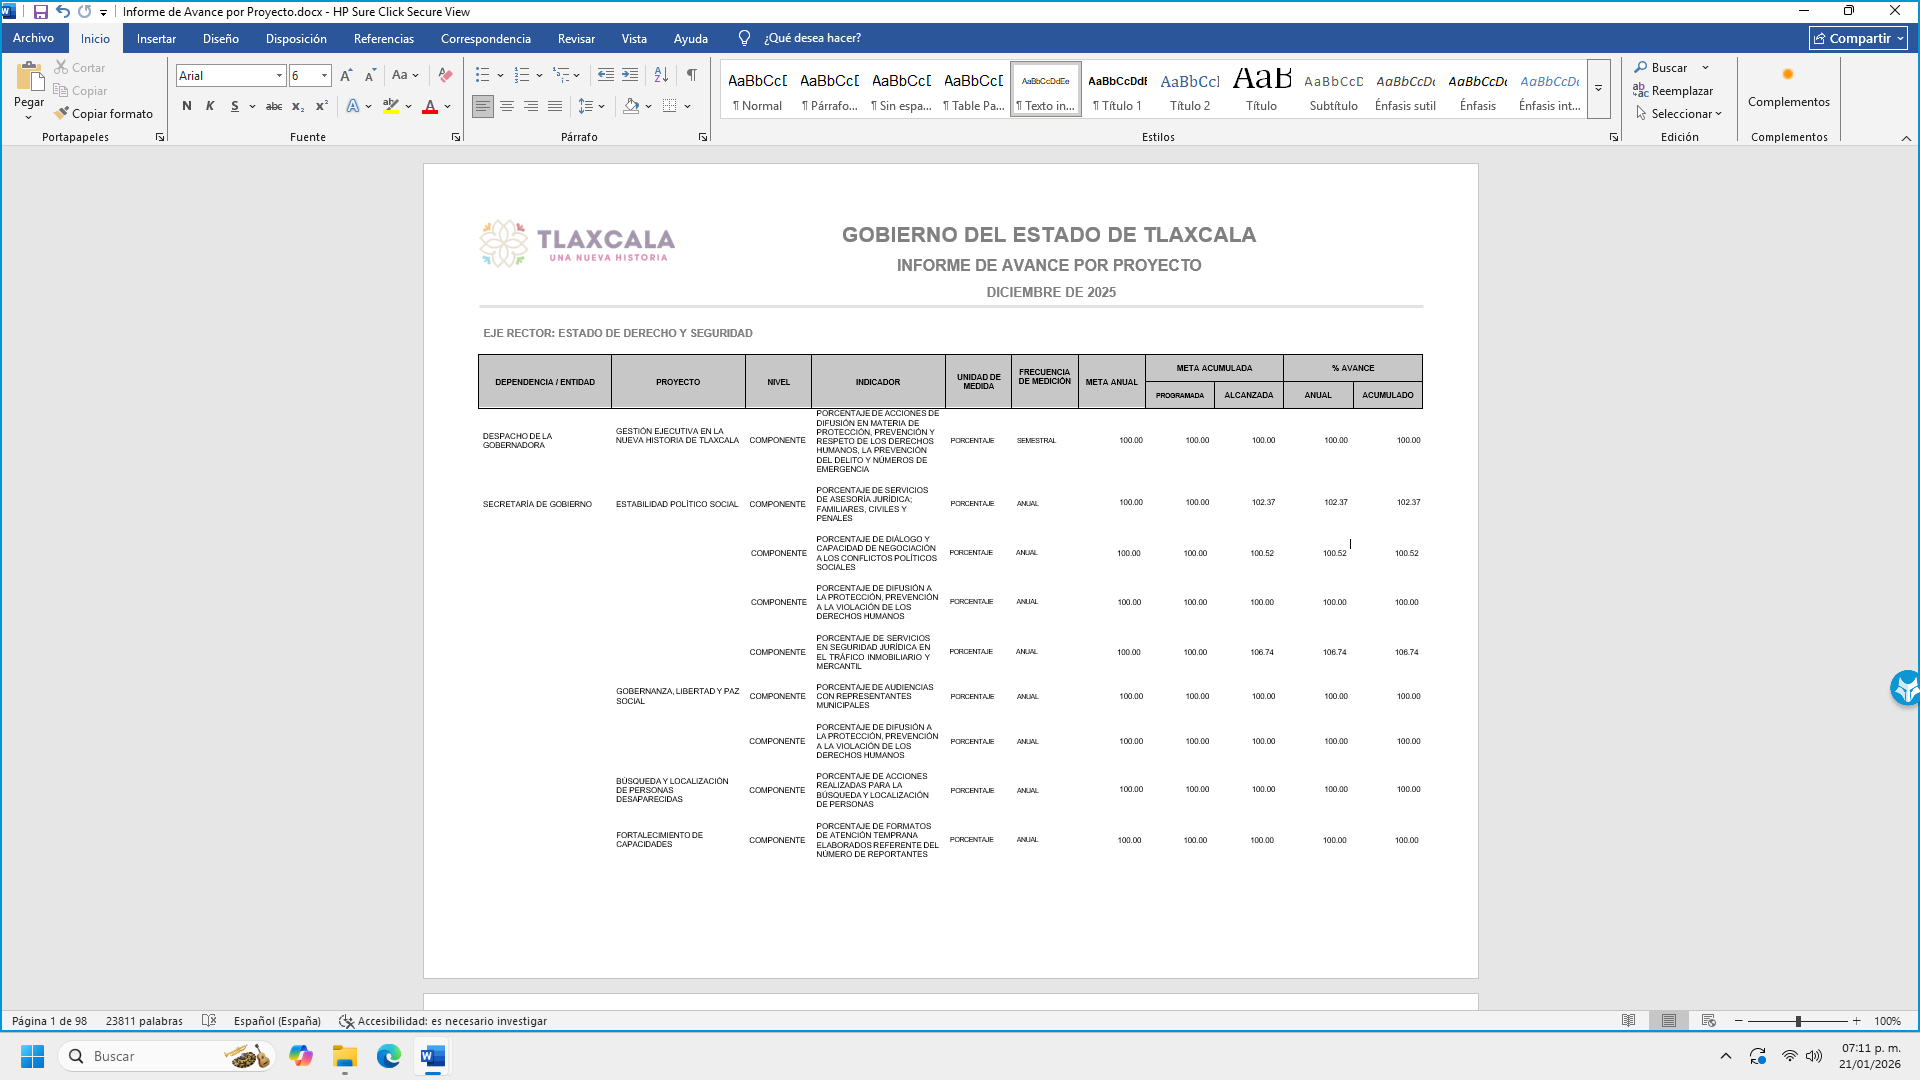 Informe de Avance por Proyecto.docx - HP Sure Click Secure View
Archivo Inicio Insertar Diseño Disposición Referencias Correspondencia Revisar Vista Ayuda ¿Qué desea hacer? Compartir
Pegar
Cortar
Copiar
Copiar formato
Portapapeles
Arial 6
Aa
N K S abc x₂ x² A A
Fuente
Párrafo
AaBbCcDdEe
¶ Normal ¶ Párrafo... ¶ Sin espa... ¶ Table Pa... ¶ Texto in... ¶ Título 1 Título 2 Título Subtítulo Énfasis sutil Énfasis Énfasis int...
Estilos
Buscar
Reemplazar
Seleccionar
Edición
Complementos
Complementos
TLAXCALA
UNA NUEVA HISTORIA
GOBIERNO DEL ESTADO DE TLAXCALA
INFORME DE AVANCE POR PROYECTO
DICIEMBRE DE 2025
EJE RECTOR: ESTADO DE DERECHO Y SEGURIDAD
DEPENDENCIA / ENTIDAD PROYECTO NIVEL INDICADOR UNIDAD DE MEDIDA FRECUENCIA DE MEDICIÓN META ANUAL META ACUMULADA % AVANCE
PROGRAMADA ALCANZADA ANUAL ACUMULADO
DESPACHO DE LA GOBERNADORA GESTIÓN EJECUTIVA EN LA NUEVA HISTORIA DE TLAXCALA COMPONENTE PORCENTAJE DE ACCIONES DE DIFUSIÓN EN MATERIA DE PROTECCIÓN, PREVENCIÓN Y RESPETO DE LOS DERECHOS HUMANOS, LA PREVENCIÓN DEL DELITO Y NÚMEROS DE EMERGENCIA PORCENTAJE SEMESTRAL 100.00 100.00 100.00 100.00 100.00
SECRETARÍA DE GOBIERNO ESTABILIDAD POLÍTICO SOCIAL COMPONENTE PORCENTAJE DE SERVICIOS DE ASESORÍA JURÍDICA; FAMILIARES, CIVILES Y PENALES PORCENTAJE ANUAL 100.00 100.00 102.37 102.37 102.37
COMPONENTE PORCENTAJE DE DIÁLOGO Y CAPACIDAD DE NEGOCIACIÓN A LOS CONFLICTOS POLÍTICOS SOCIALES PORCENTAJE ANUAL 100.00 100.00 100.52 100.52 100.52
COMPONENTE PORCENTAJE DE DIFUSIÓN A LA PROTECCIÓN, PREVENCIÓN A LA VIOLACIÓN DE LOS DERECHOS HUMANOS PORCENTAJE ANUAL 100.00 100.00 100.00 100.00 100.00
COMPONENTE PORCENTAJE DE SERVICIOS EN SEGURIDAD JURÍDICA EN EL TRÁFICO INMOBILIARIO Y MERCANTIL PORCENTAJE ANUAL 100.00 100.00 106.74 106.74 106.74
GOBERNANZA, LIBERTAD Y PAZ SOCIAL COMPONENTE PORCENTAJE DE AUDIENCIAS CON REPRESENTANTES MUNICIPALES PORCENTAJE ANUAL 100.00 100.00 100.00 100.00 100.00
COMPONENTE PORCENTAJE DE DIFUSIÓN A LA PROTECCIÓN, PREVENCIÓN A LA VIOLACIÓN DE LOS DERECHOS HUMANOS PORCENTAJE ANUAL 100.00 100.00 100.00 100.00 100.00
BÚSQUEDA Y LOCALIZACIÓN DE PERSONAS DESAPARECIDAS COMPONENTE PORCENTAJE DE ACCIONES REALIZADAS PARA LA BÚSQUEDA Y LOCALIZACIÓN DE PERSONAS PORCENTAJE ANUAL 100.00 100.00 100.00 100.00 100.00
FORTALECIMIENTO DE CAPACIDADES COMPONENTE PORCENTAJE DE FORMATOS DE ATENCIÓN TEMPRANA ELABORADOS REFERENTE DEL NÚMERO DE REPORTANTES PORCENTAJE ANUAL 100.00 100.00 100.00 100.00 100.00
Página 1 de 98 23811 palabras Español (España) Accesibilidad: es necesario investigar 100%
Buscar
07:11 p. m.
21/01/2026